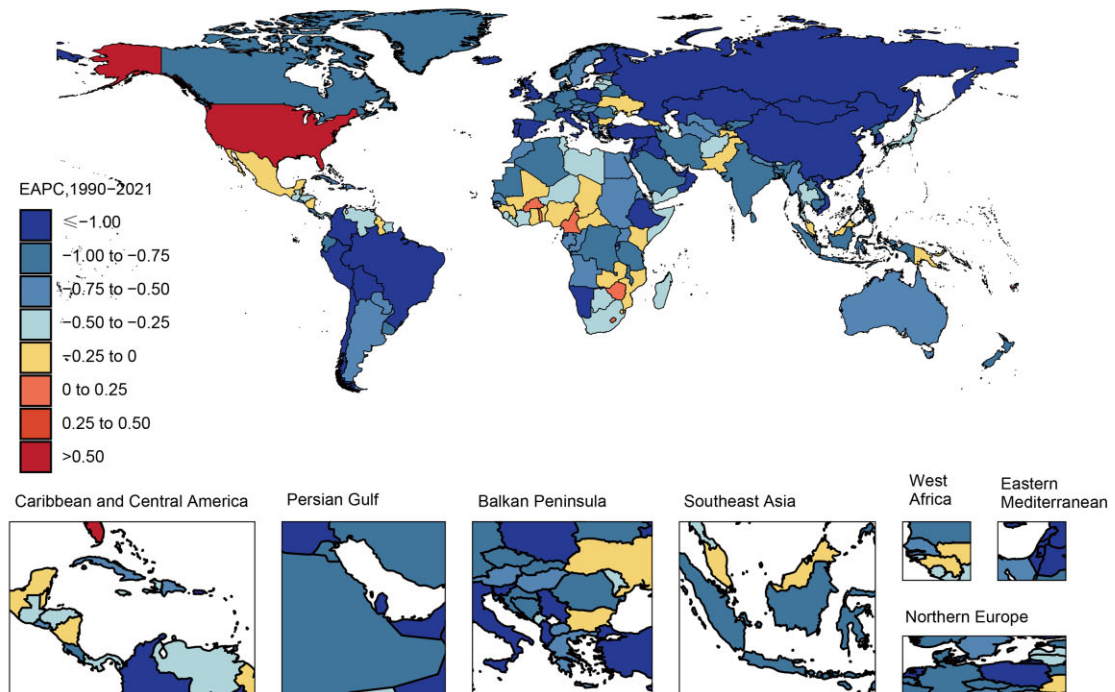 EAPC,1990−2021
⩽−1.00
−1.00 to −0.75
−0.75 to −0.50
−0.50 to −0.25
−0.25 to 0
0 to 0.25
0.25 to 0.50
>0.50
Caribbean and Central America
Persian Gulf
Balkan Peninsula
Southeast Asia
West
Africa
Eastern
Mediterranean
Northern Europe